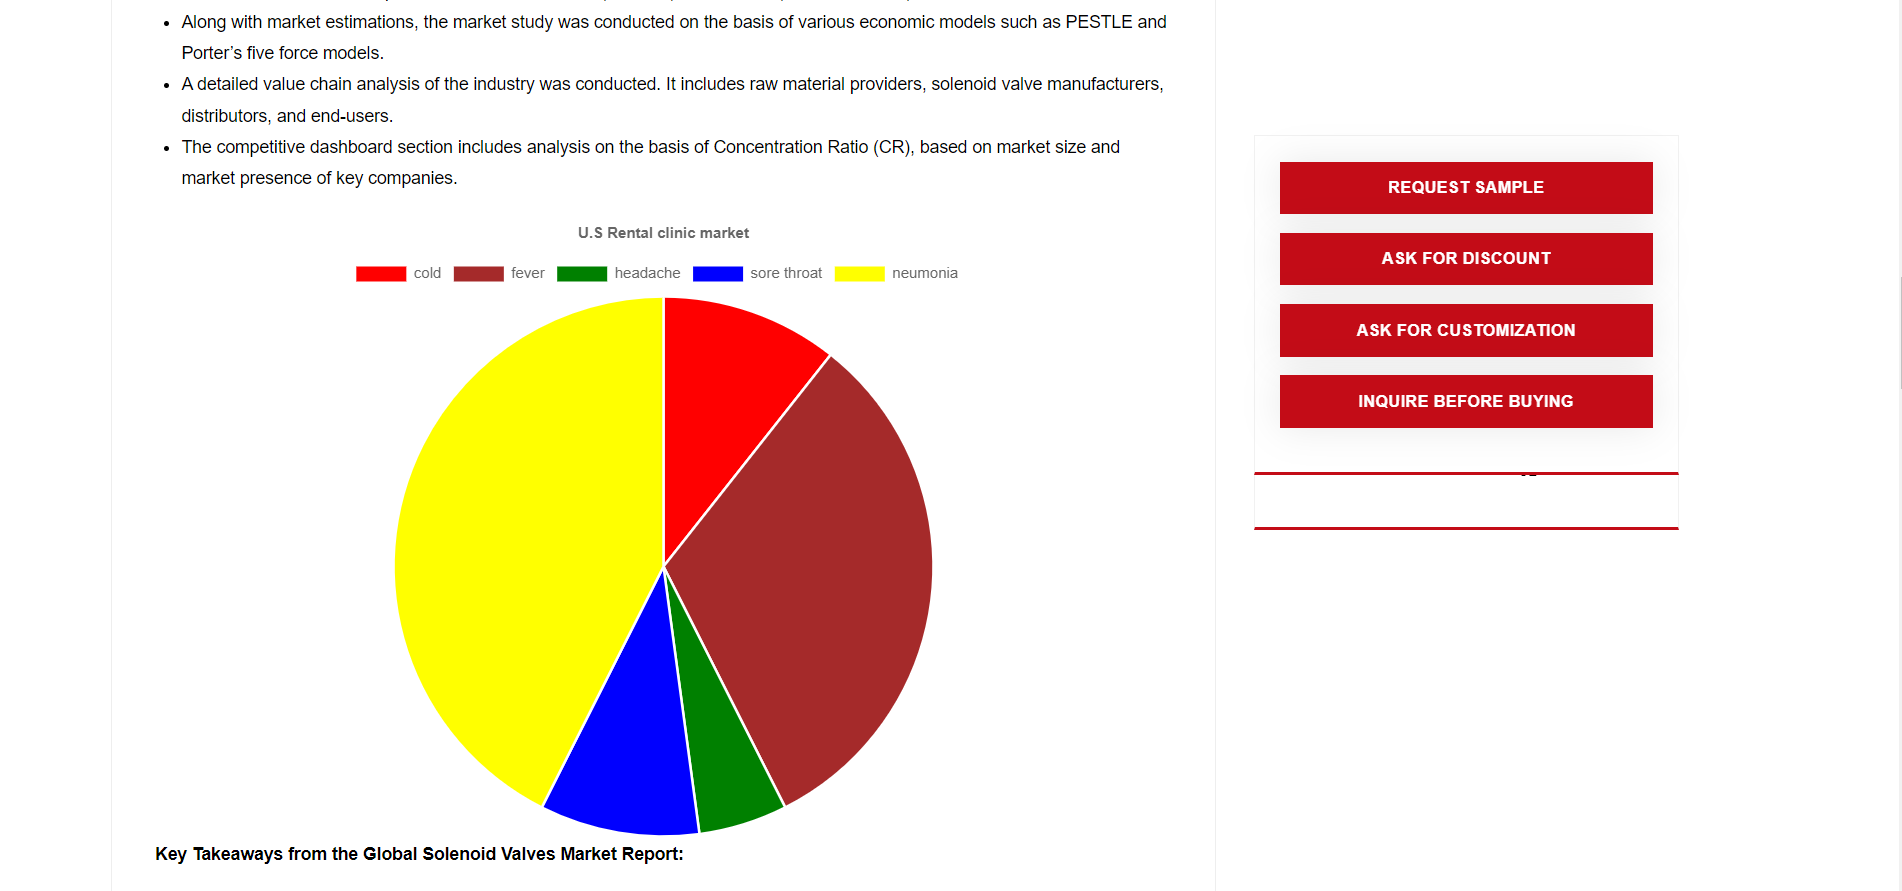 Along with market estimations, the market study was conducted on the basis of various economic models such as PESTLE and
Porter’s five force models.
A detailed value chain analysis of the industry was conducted. It includes raw material providers, solenoid valve manufacturers,
distributors, and end-users.
The competitive dashboard section includes analysis on the basis of Concentration Ratio (CR), based on market size and
market presence of key companies.
U.S Rental clinic market
cold fever headache sore throat neumonia
Key Takeaways from the Global Solenoid Valves Market Report:
REQUEST SAMPLE
ASK FOR DISCOUNT
ASK FOR CUSTOMIZATION
INQUIRE BEFORE BUYING